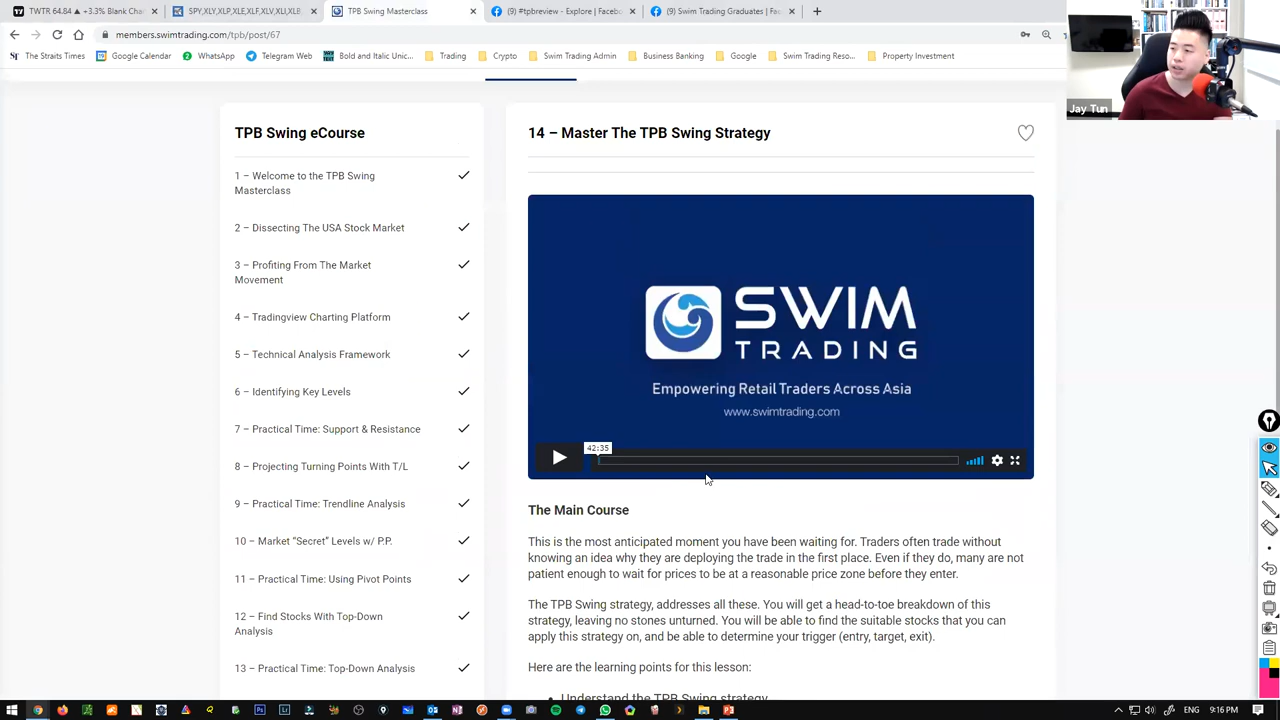 TWTR 64.84 ▲ +3.3% Blank Char
SPY,XLY,XLP,XLE,XLF,XLV,XLI,XLB
TPB Swing Masterclass
(9) #tpbreview - Explore | Facebook
(9) Swim Trading Graduates | Fac
members.swimtrading.com/tpb/post/67
The Straits Times
Google Calendar
WhatsApp
Telegram Web
Bold and Italic Unic...
Trading
Crypto
Swim Trading Admin
Business Banking
Google
Swim Trading Reso...
Property Investment
Jay Tun
TPB Swing eCourse
1 – Welcome to the TPB Swing
Masterclass
2 – Dissecting The USA Stock Market
3 – Profiting From The Market
Movement
4 – Tradingview Charting Platform
5 – Technical Analysis Framework
6 – Identifying Key Levels
7 – Practical Time: Support & Resistance
8 – Projecting Turning Points With T/L
9 – Practical Time: Trendline Analysis
10 – Market “Secret” Levels w/ P.P.
11 – Practical Time: Using Pivot Points
12 – Find Stocks With Top-Down
Analysis
13 – Practical Time: Top-Down Analysis
14 – Master The TPB Swing Strategy
SWIM
TRADING
Empowering Retail Traders Across Asia
www.swimtrading.com
42:35
The Main Course
This is the most anticipated moment you have been waiting for. Traders often trade without
knowing an idea why they are deploying the trade in the first place. Even if they do, many are not
patient enough to wait for prices to be at a reasonable price zone before they enter.
The TPB Swing strategy, addresses all these. You will get a head-to-toe breakdown of this
strategy, leaving no stones unturned. You will be able to find the suitable stocks that you can
apply this strategy on, and be able to determine your trigger (entry, target, exit).
Here are the learning points for this lesson:
• Understand the TPB Swing strategy
ENG
9:16 PM